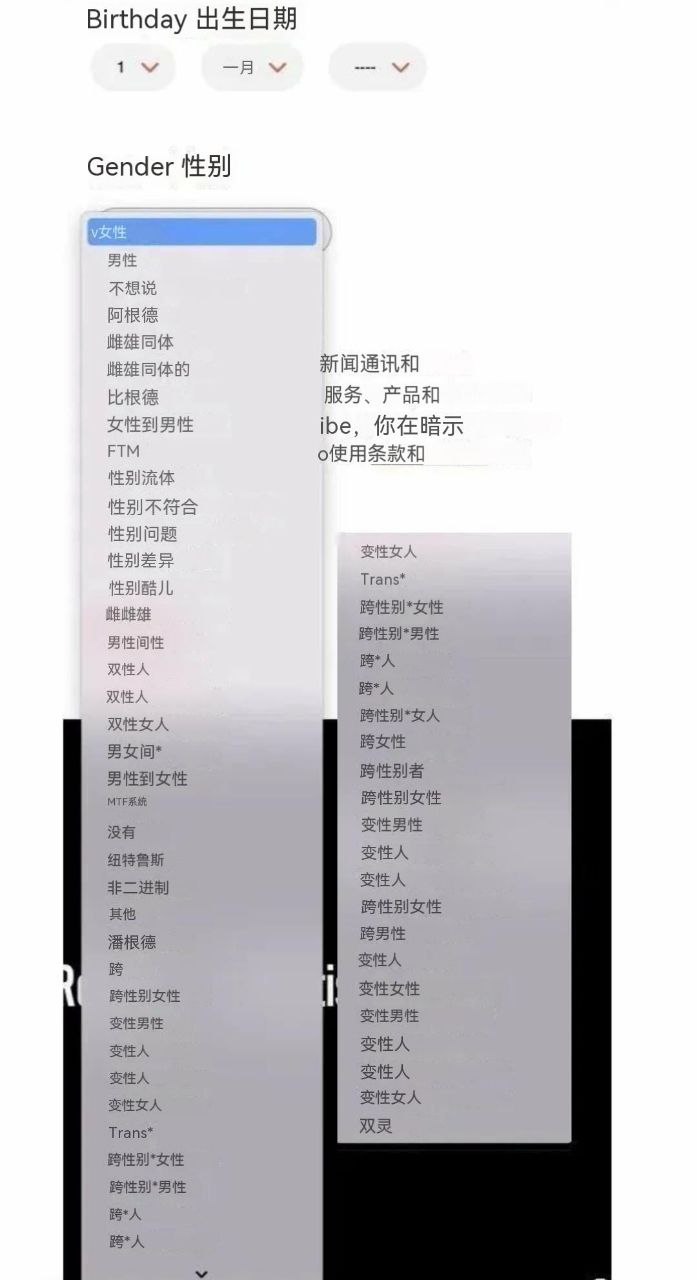 Birthday 出生日期
1
一月
----
Gender 性别
v女性
男性
不想说
阿根德
雌雄同体
雌雄同体的
比根德
女性到男性
FTM
性别流体
性别不符合
性别问题
性别差异
性别酷儿
雌雌雄
男性间性
双性人
双性人
双性女人
男女间*
男性到女性
MTF系统
没有
纽特鲁斯
非二进制
其他
潘根德
跨
跨性别女性
变性男性
变性人
变性人
变性女人
Trans*
跨性别*女性
跨性别*男性
跨*人
跨*人
新闻通讯和
服务、产品和
ibe，你在暗示
o使用条款和
变性女人
Trans*
跨性别*女性
跨性别*男性
跨*人
跨*人
跨性别*女人
跨女性
跨性别者
跨性别女性
变性男性
变性人
变性人
跨性别女性
跨男性
变性人
变性女性
变性男性
变性人
变性人
变性女人
双灵